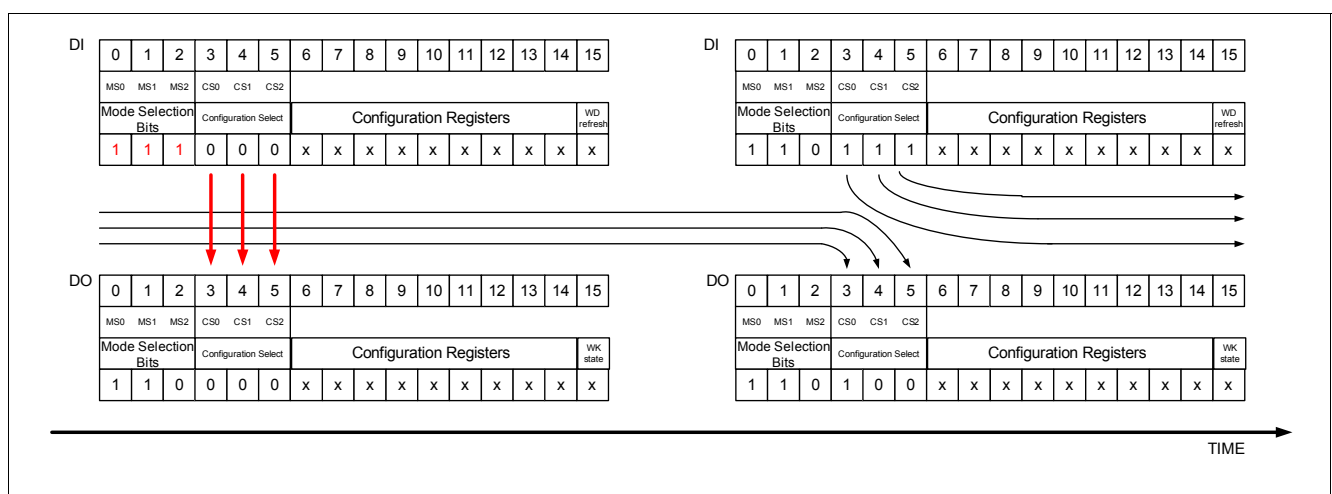 DI 0 1 2 3 4 5 6 7 8 9 10 11 12 13 14 15
MS0 MS1 MS2 CS0 CS1 CS2
Mode Selection Bits Configuration Select Configuration Registers WD refresh
1 1 1 0 0 0 x x x x x x x x x x
DO 0 1 2 3 4 5 6 7 8 9 10 11 12 13 14 15
MS0 MS1 MS2 CS0 CS1 CS2
Mode Selection Bits Configuration Select Configuration Registers WK state
1 1 0 0 0 0 x x x x x x x x x x
DI 0 1 2 3 4 5 6 7 8 9 10 11 12 13 14 15
MS0 MS1 MS2 CS0 CS1 CS2
Mode Selection Bits Configuration Select Configuration Registers WD refresh
1 1 0 1 1 1 x x x x x x x x x x
DO 0 1 2 3 4 5 6 7 8 9 10 11 12 13 14 15
MS0 MS1 MS2 CS0 CS1 CS2
Mode Selection Bits Configuration Select Configuration Registers WK state
1 1 0 1 0 0 x x x x x x x x x x
TIME